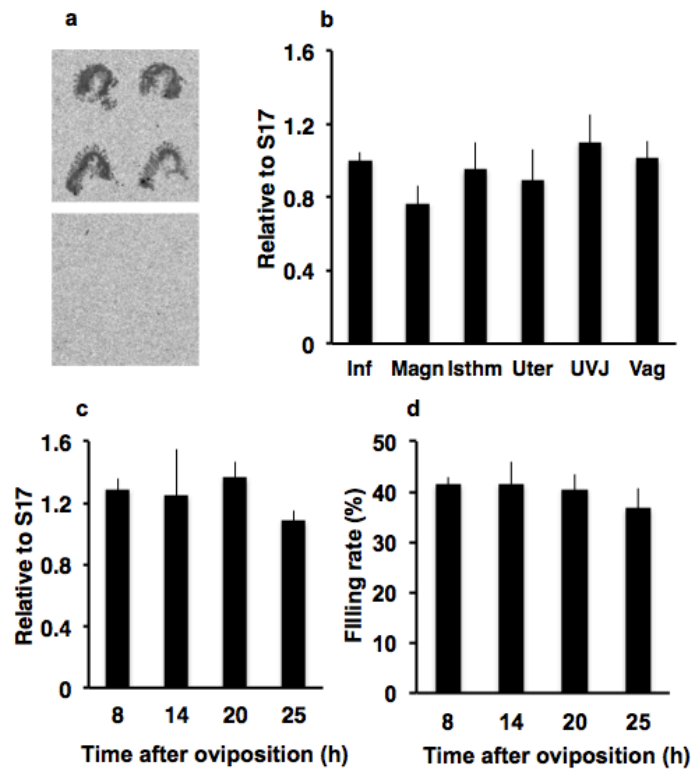 a
b
1.6
1.2
0.8
0.4
0
Relative to S17
Inf Magn Isthm Uter UVJ Vag
c
1.6
1.2
0.8
0.4
0
Relative to S17
8 14 20 25
Time after oviposition (h)
d
50
40
30
20
10
0
FIlling rate (%)
8 14 20 25
Time after oviposition (h)